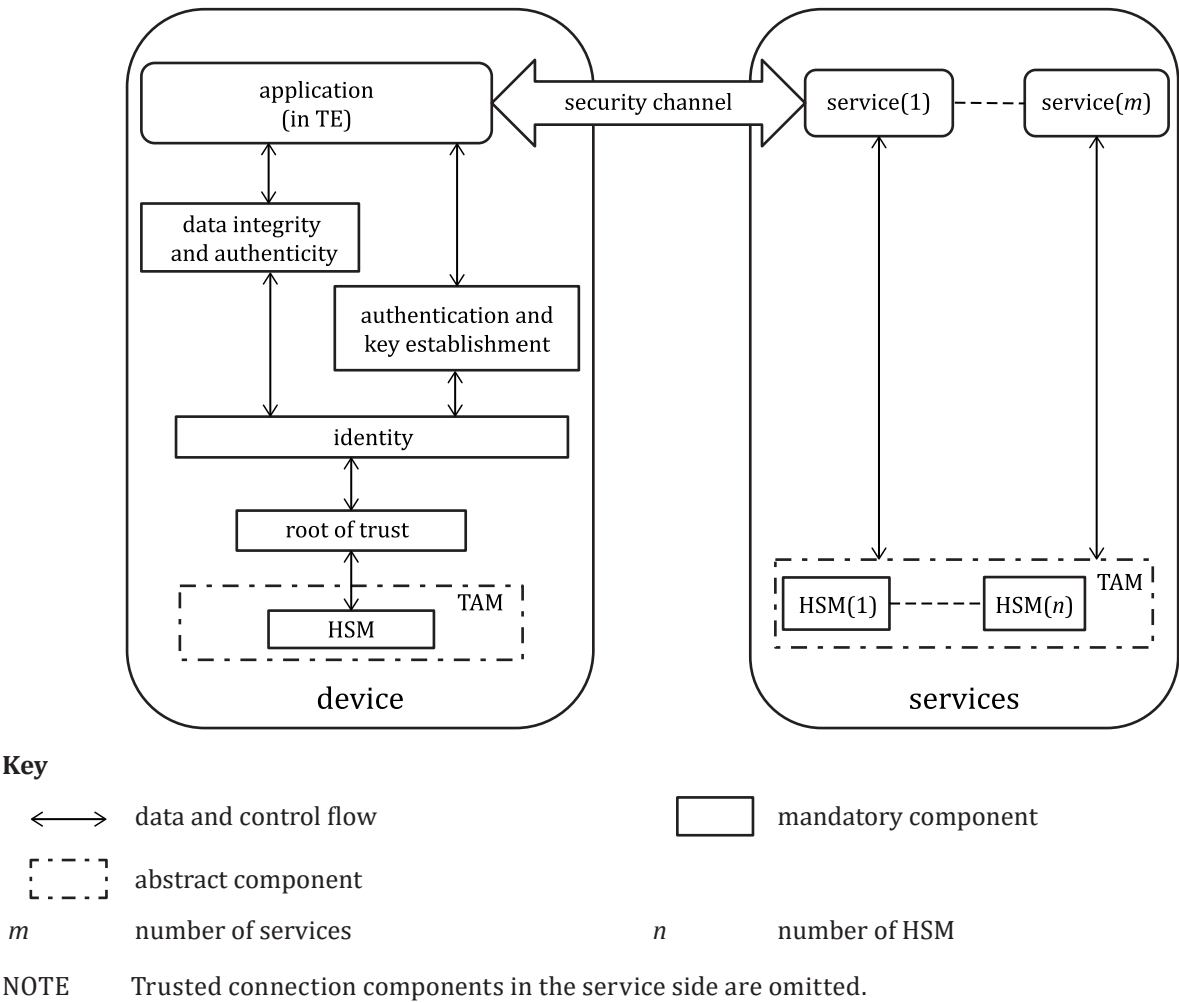 application
(in TE)
security channel
service(1)
service(m)
data integrity
and authenticity
authentication and
key establishment
identity
root of trust
TAM
HSM
TAM
HSM(1)
HSM(n)
device
services
Key
data and control flow
mandatory component
abstract component
m number of services
n number of HSM
NOTE Trusted connection components in the service side are omitted.